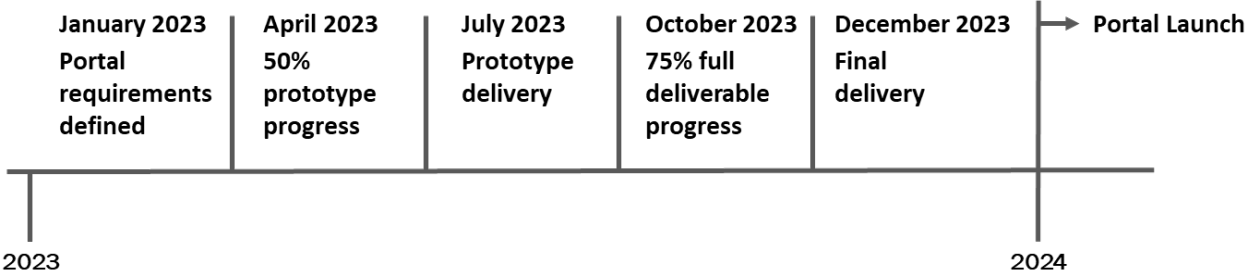 January 2023
Portal
requirements
defined
April 2023
50%
prototype
progress
July 2023
Prototype
delivery
October 2023
75% full
deliverable
progress
December 2023
Final
delivery
Portal Launch
2023
2024